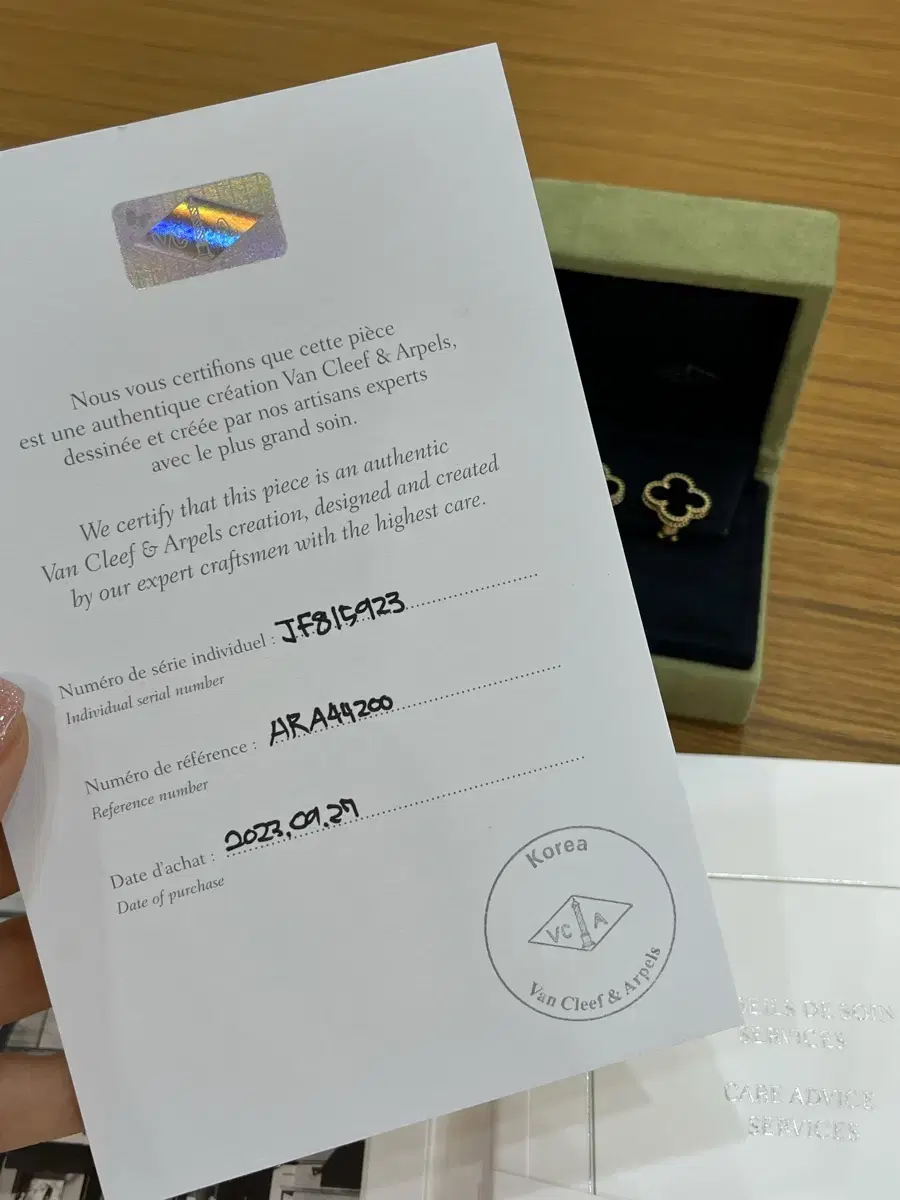 Nous vous certifions que cette pièce
est une authentique création Van Cleef & Arpels,
dessinée et créée par nos artisans experts
avec le plus grand soin.
We certify that this piece is an authentic
Van Cleef & Arpels creation, designed and created
by our expert craftsmen with the highest care.
Numéro de série individuel : JF815923
Individual serial number
Numéro de référence : ARA44200
Reference number
Date d'achat : 2023.09.27
Date of purchase
Korea
VC A
Van Cleef & Arpels
DE SOIN
SERVICES
CARE ADVICE
SERVICES